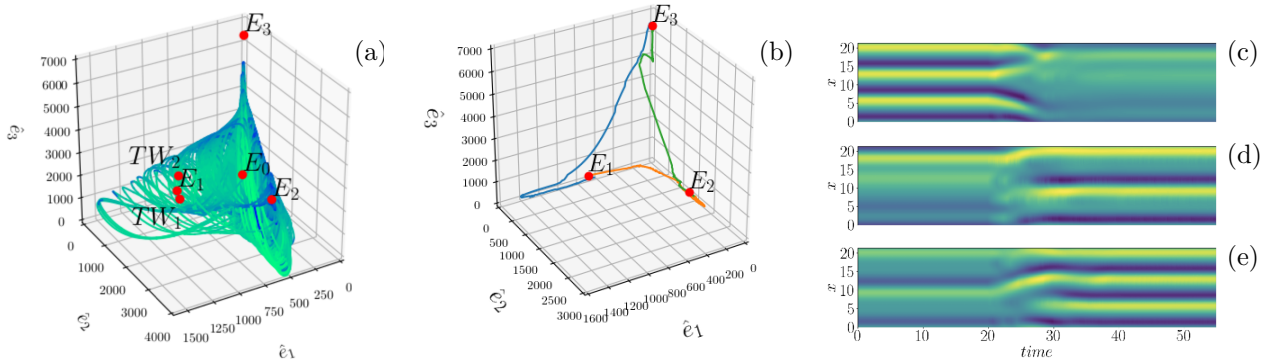 (a)
E₃
7000
6000
5000
4000
3000
2000
1000
0
ê₃
TW₂
E₁
TW₁
E₀
E₂
0
1000
2000
3000
4000
ê₂
1500
1250
1000
750
500
250
0
ê₁
(b)
E₃
7000
6000
5000
4000
3000
2000
1000
0
ê₃
E₁
E₂
0
500
1000
1500
2000
2500
3000
ê₂
1600
1400
1200
1000
800
600
400
200
0
ê₁
(c)
20
15
10
5
0
x
(d)
20
15
10
5
0
x
(e)
20
15
10
5
0
x
0 10 20 30 40 50
time